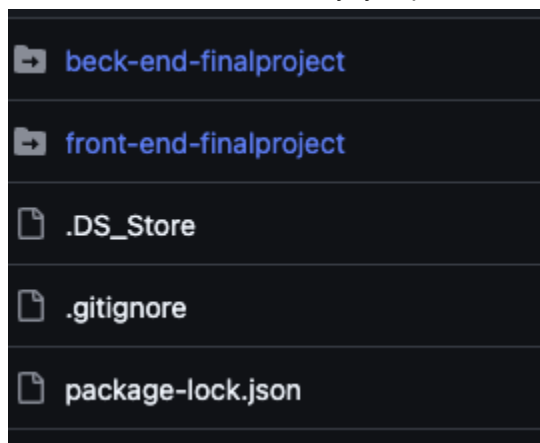 beck-end-finalproject
front-end-finalproject
.DS_Store
.gitignore
package-lock.json